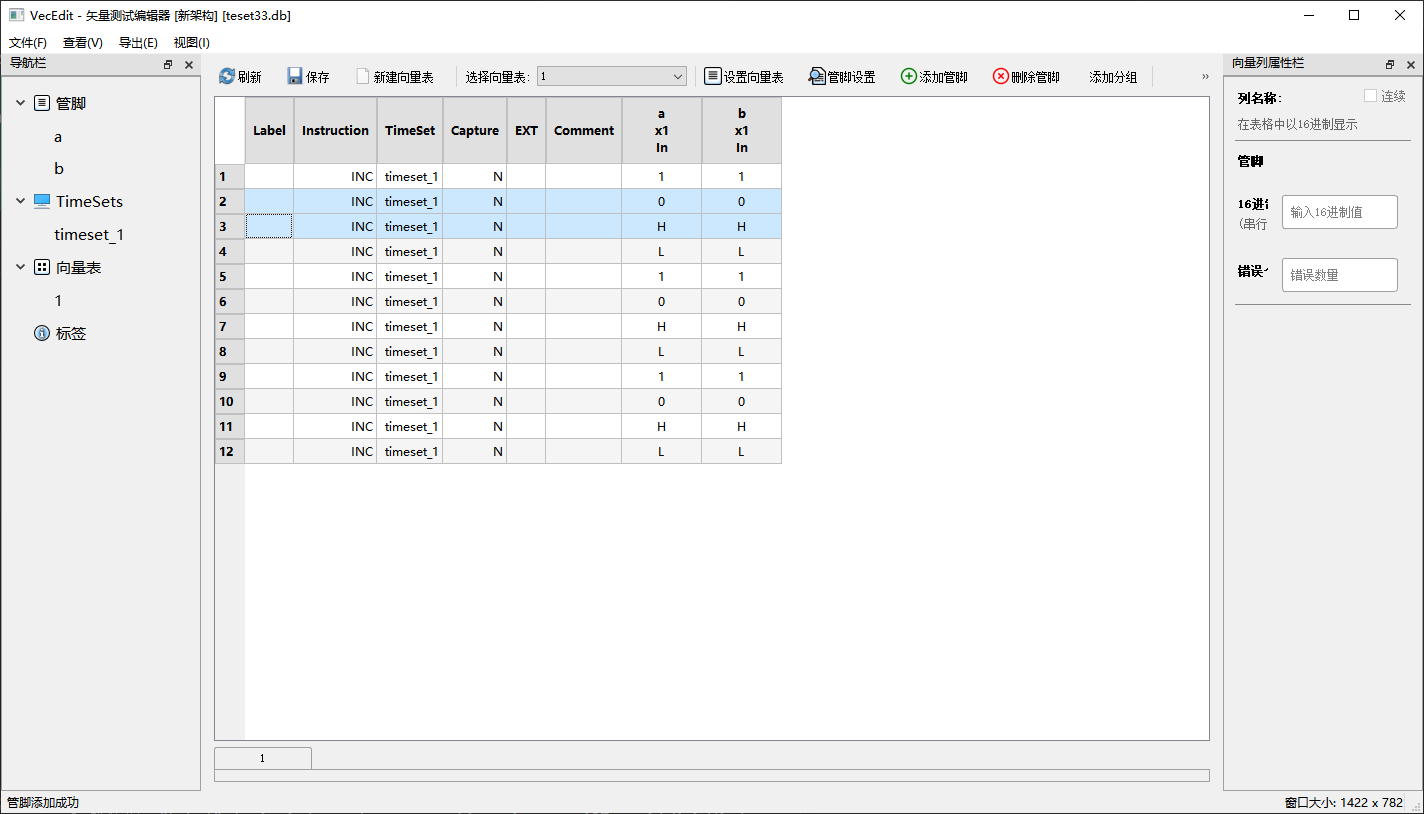 VecEdit - 矢量测试编辑器 [新架构] [teset33.db]
文件(F) 查看(V) 导出(E) 视图(I)
导航栏
管脚
a
b
TimeSets
timeset_1
向量表
1
标签
刷新 保存 新建向量表 选择向量表: 1 设置向量表 管脚设置 添加管脚 删除管脚 添加分组 »
Label Instruction TimeSet Capture EXT Comment a x1 In b x1 In
1 INC timeset_1 N 1 1
2 INC timeset_1 N 0 0
3 INC timeset_1 N H H
4 INC timeset_1 N L L
5 INC timeset_1 N 1 1
6 INC timeset_1 N 0 0
7 INC timeset_1 N H H
8 INC timeset_1 N L L
9 INC timeset_1 N 1 1
10 INC timeset_1 N 0 0
11 INC timeset_1 N H H
12 INC timeset_1 N L L
1
向量列属性栏
列名称: 连续
在表格中以16进制显示
管脚
16进 输入16进制值
(串行
错误 错误数量
管脚添加成功
窗口大小: 1422 x 782